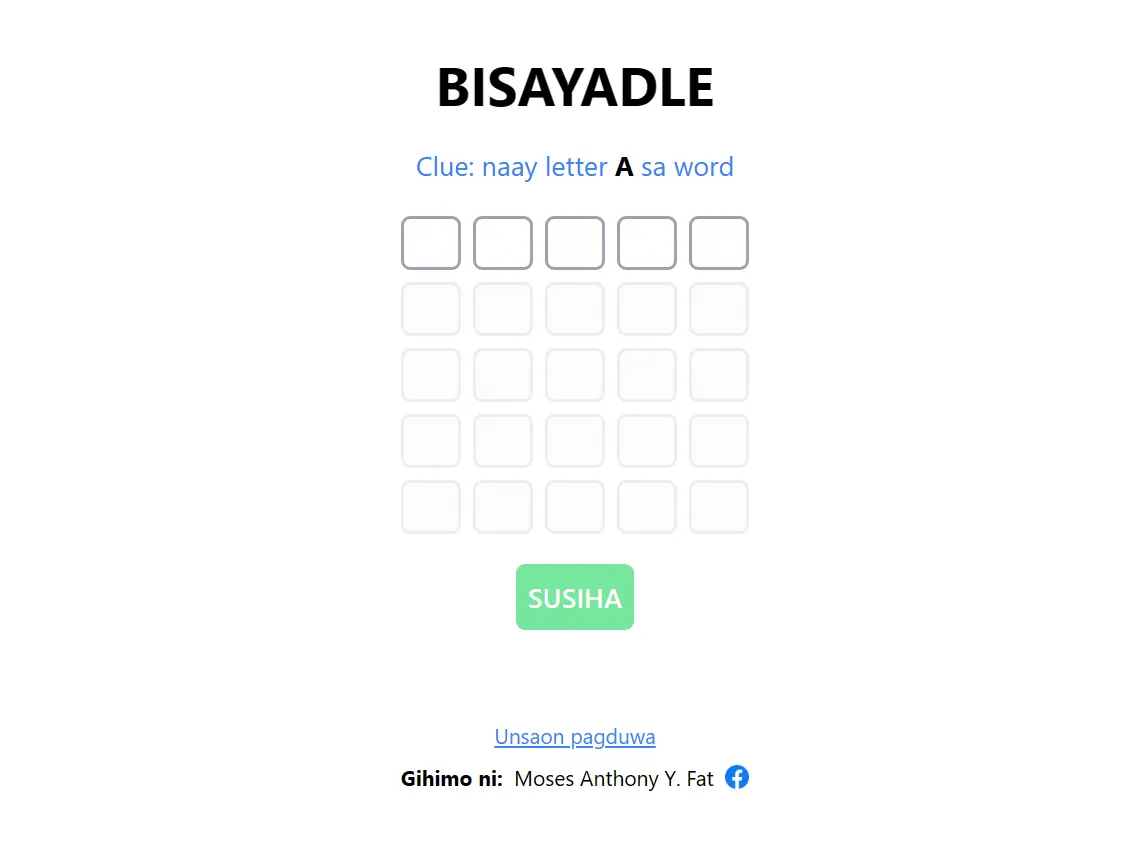 BISAYADLE
Clue: naay letter A sa word
SUSIHA
Unsaon pagduwa
Gihimo ni: Moses Anthony Y. Fat